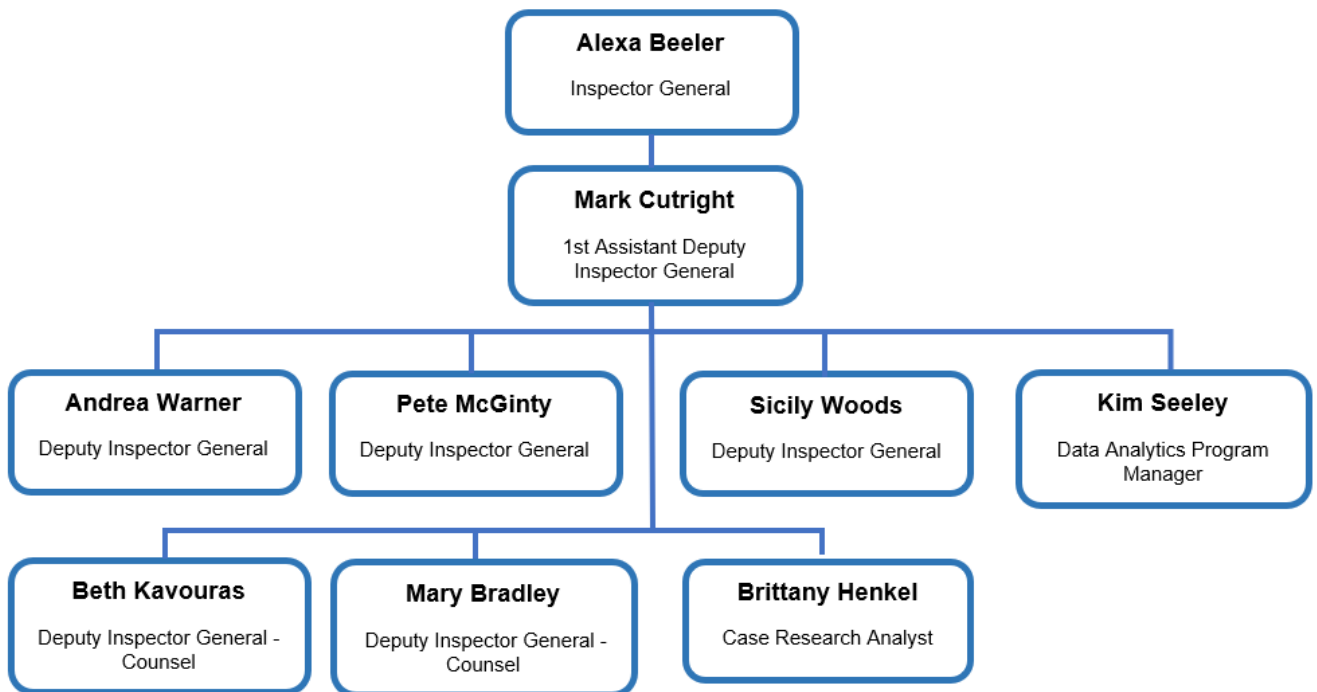 Alexa Beeler
Inspector General
Mark Cutright
1st Assistant Deputy
Inspector General
Andrea Warner
Deputy Inspector General
Pete McGinty
Deputy Inspector General
Sicily Woods
Deputy Inspector General
Kim Seeley
Data Analytics Program
Manager
Beth Kavouras
Deputy Inspector General -
Counsel
Mary Bradley
Deputy Inspector General -
Counsel
Brittany Henkel
Case Research Analyst